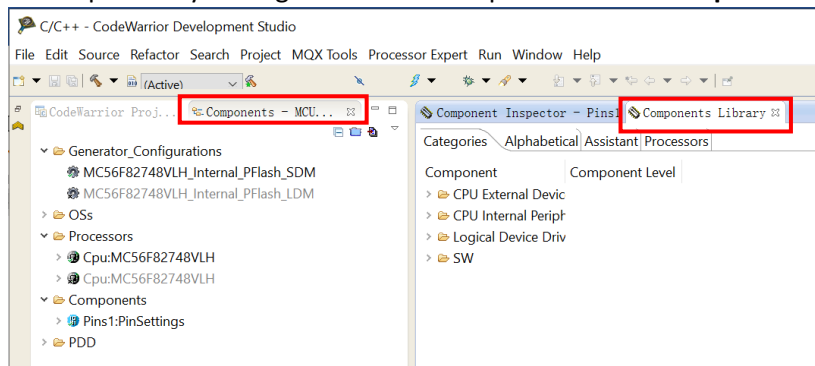 C/C++ - CodeWarrior Development Studio
File Edit Source Refactor Search Project MQX Tools Processor Expert Run Window Help
(Active)
CodeWarrior Proj... Components - MCU...
Generator_Configurations
MC56F82748VLH_Internal_PFlash_SDM
MC56F82748VLH_Internal_PFlash_LDM
OSs
Processors
Cpu:MC56F82748VLH
Cpu:MC56F82748VLH
Components
Pins1:PinSettings
PDD
Component Inspector - Pins1 Components Library
Categories Alphabetical Assistant Processors
Component Component Level
CPU External Devic
CPU Internal Periph
Logical Device Driv
SW